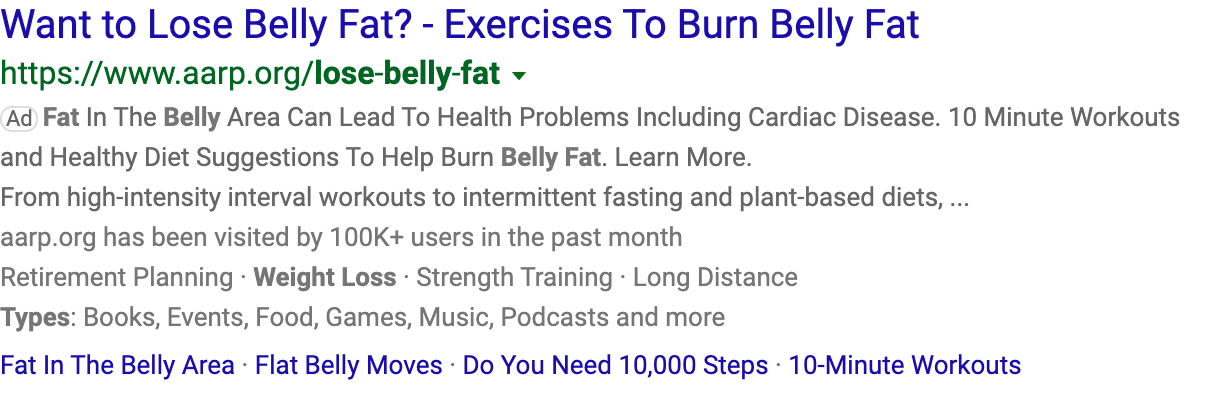 Want to Lose Belly Fat? - Exercises To Burn Belly Fat
https://www.aarp.org/lose-belly-fat
Ad Fat In The Belly Area Can Lead To Health Problems Including Cardiac Disease. 10 Minute Workouts
and Healthy Diet Suggestions To Help Burn Belly Fat. Learn More.
From high-intensity interval workouts to intermittent fasting and plant-based diets, ...
aarp.org has been visited by 100K+ users in the past month
Retirement Planning · Weight Loss · Strength Training · Long Distance
Types: Books, Events, Food, Games, Music, Podcasts and more
Fat In The Belly Area · Flat Belly Moves · Do You Need 10,000 Steps · 10-Minute Workouts